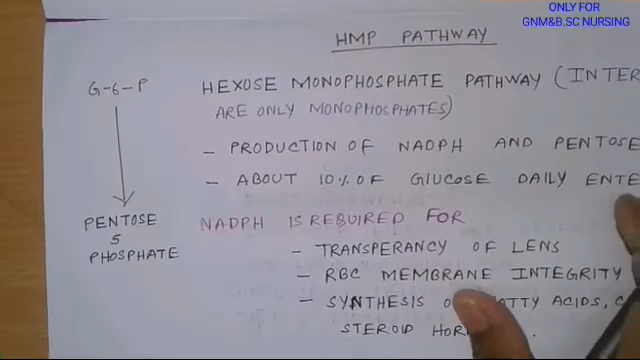 ONLY FOR
GNM&B.SC NURSING
HMP PATHWAY
G-6-P
HEXOSE MONOPHOSPHATE PATHWAY (INTER
ARE ONLY MONOPHOSPHATES)
- PRODUCTION OF NADPH AND PENTOSE
- ABOUT 10% OF GLUCOSE DAILY ENTE
PENTOSE
5
PHOSPHATE
NADPH IS REQUIRED FOR
- TRANSPERANCY OF LENS
- RBC MEMBRANE INTEGRITY
- SYNTHESIS O FATTY ACIDS, C
STEROID HOR